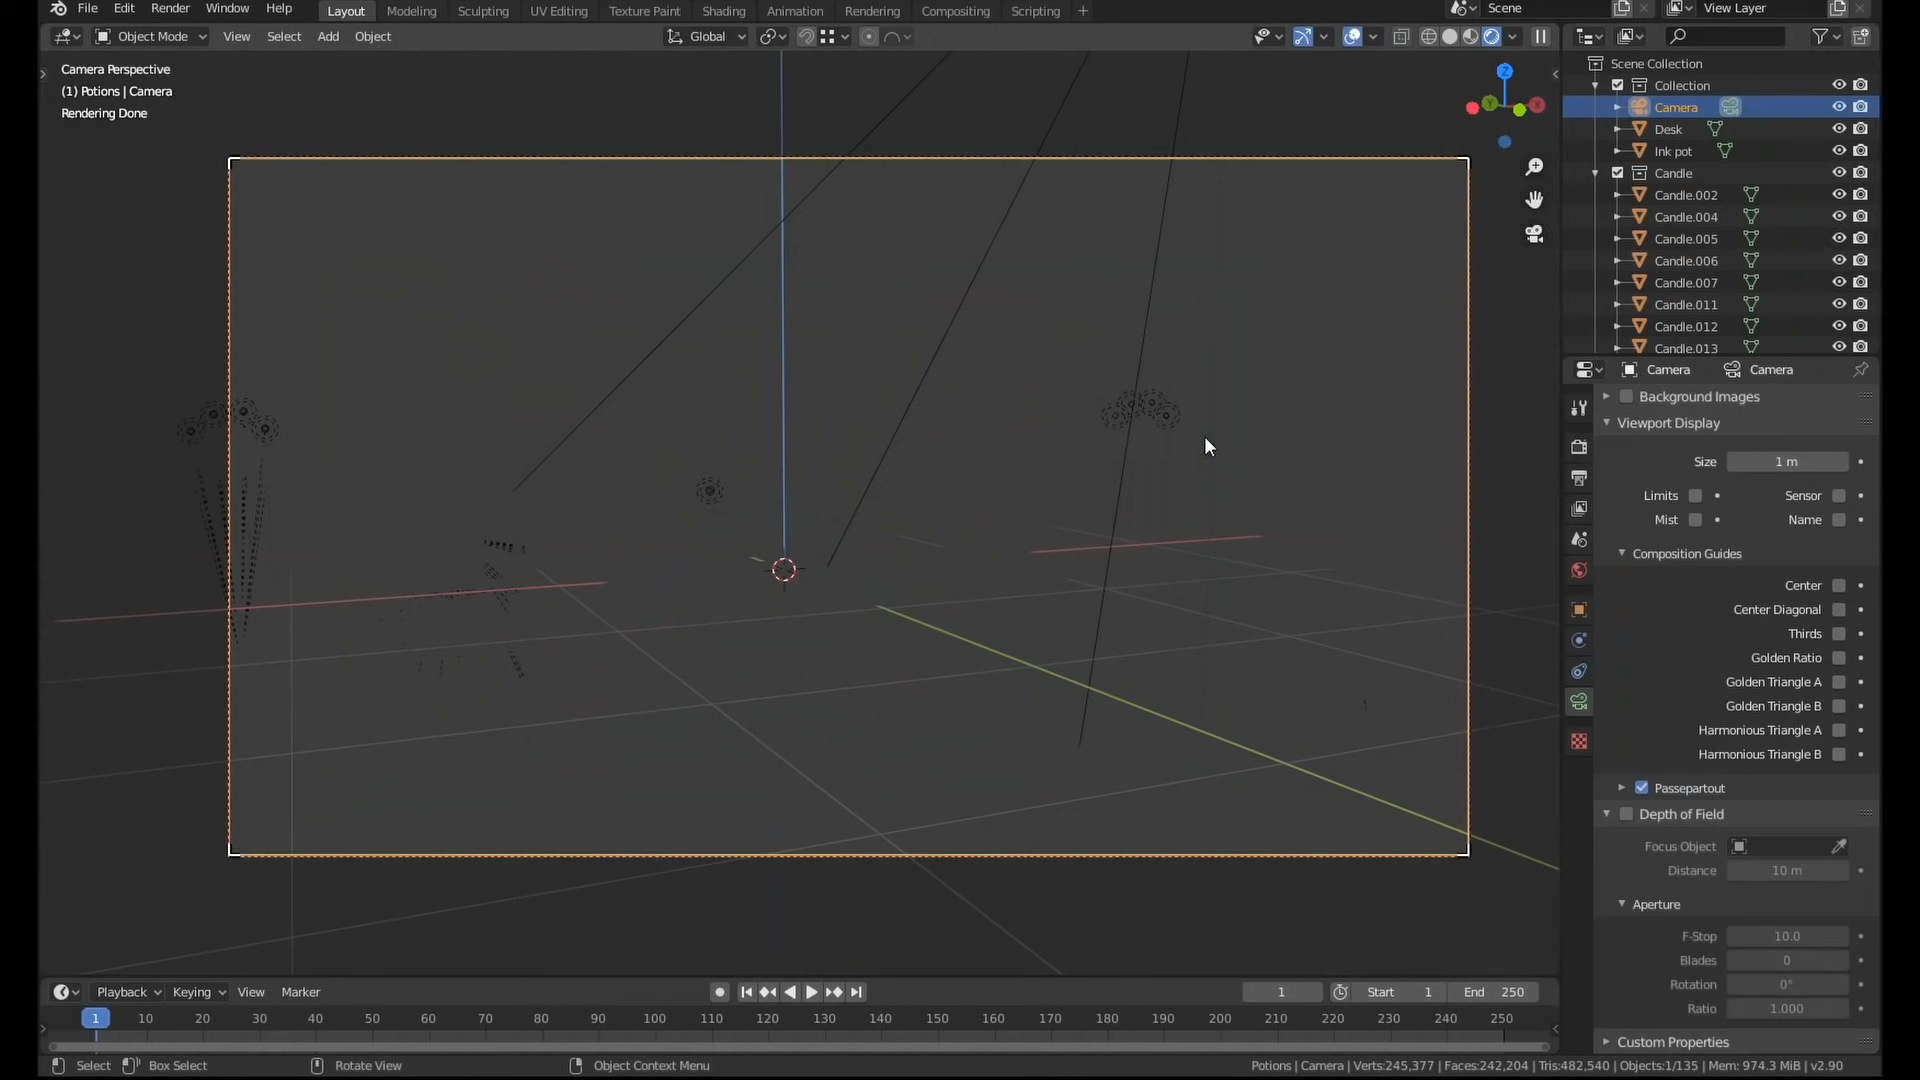 File Edit Render Window Help Layout Modeling Sculpting UV Editing Texture Paint Shading Animation Rendering Compositing Scripting + Scene View Layer
Object Mode View Select Add Object Global
Camera Perspective
(1) Potions | Camera
Rendering Done
Z
Y
X
Scene Collection
Collection
Camera
Desk
Ink pot
Candle
Candle.002
Candle.004
Candle.005
Candle.006
Candle.007
Candle.011
Candle.012
Candle.013
Camera Camera
Background Images
Viewport Display
Size 1 m
Limits Sensor
Mist Name
Composition Guides
Center
Center Diagonal
Thirds
Golden Ratio
Golden Triangle A
Golden Triangle B
Harmonious Triangle A
Harmonious Triangle B
Passepartout
Depth of Field
Focus Object
Distance 10 m
Aperture
F-Stop 10.0
Blades 0
Rotation 0°
Ratio 1.000
Custom Properties
Playback Keying View Marker 1 Start 1 End 250
1 10 20 30 40 50 60 70 80 90 100 110 120 130 140 150 160 170 180 190 200 210 220 230 240 250
Select Box Select Rotate View Object Context Menu Potions | Camera | Verts:245,377 | Faces:242,204 | Tris:482,540 | Objects:1/135 | Mem: 974.3 MiB | v2.90